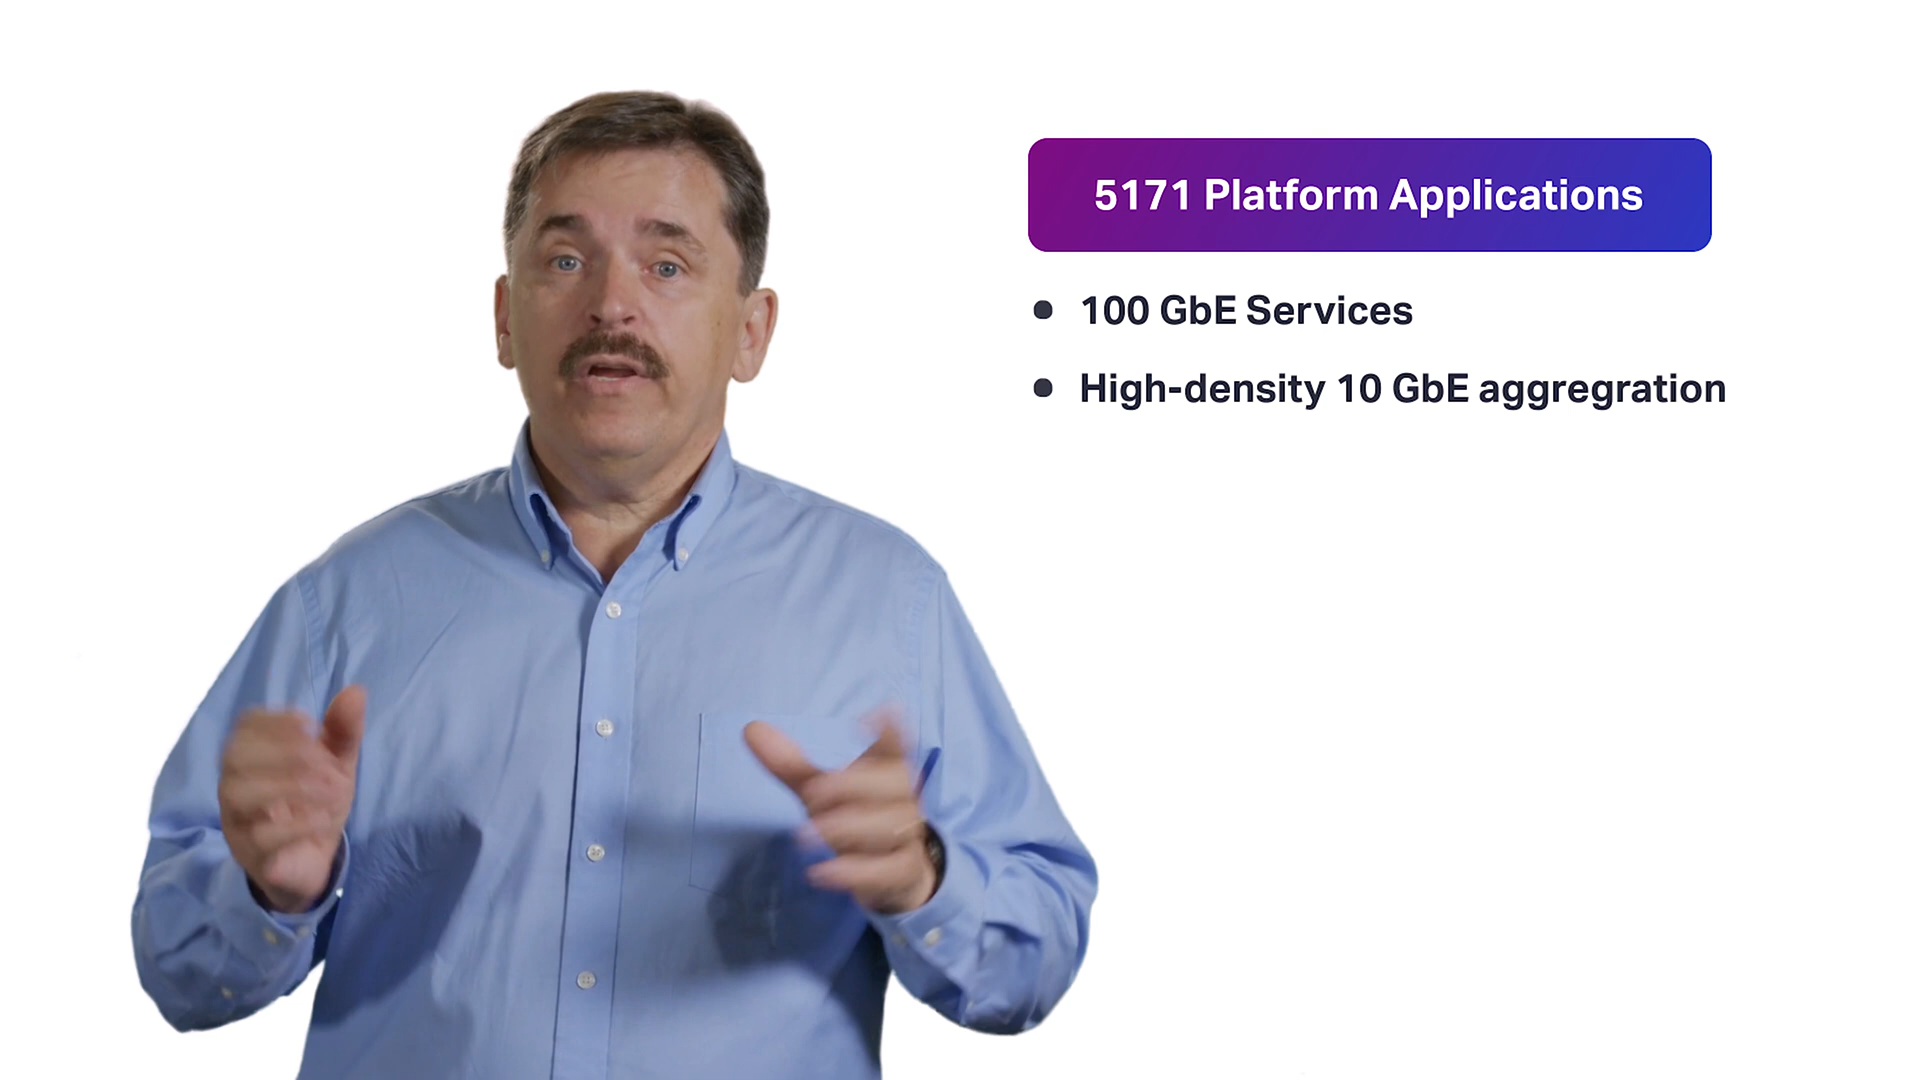 5171 Platform Applications
100 GbE Services
High-density 10 GbE aggregration